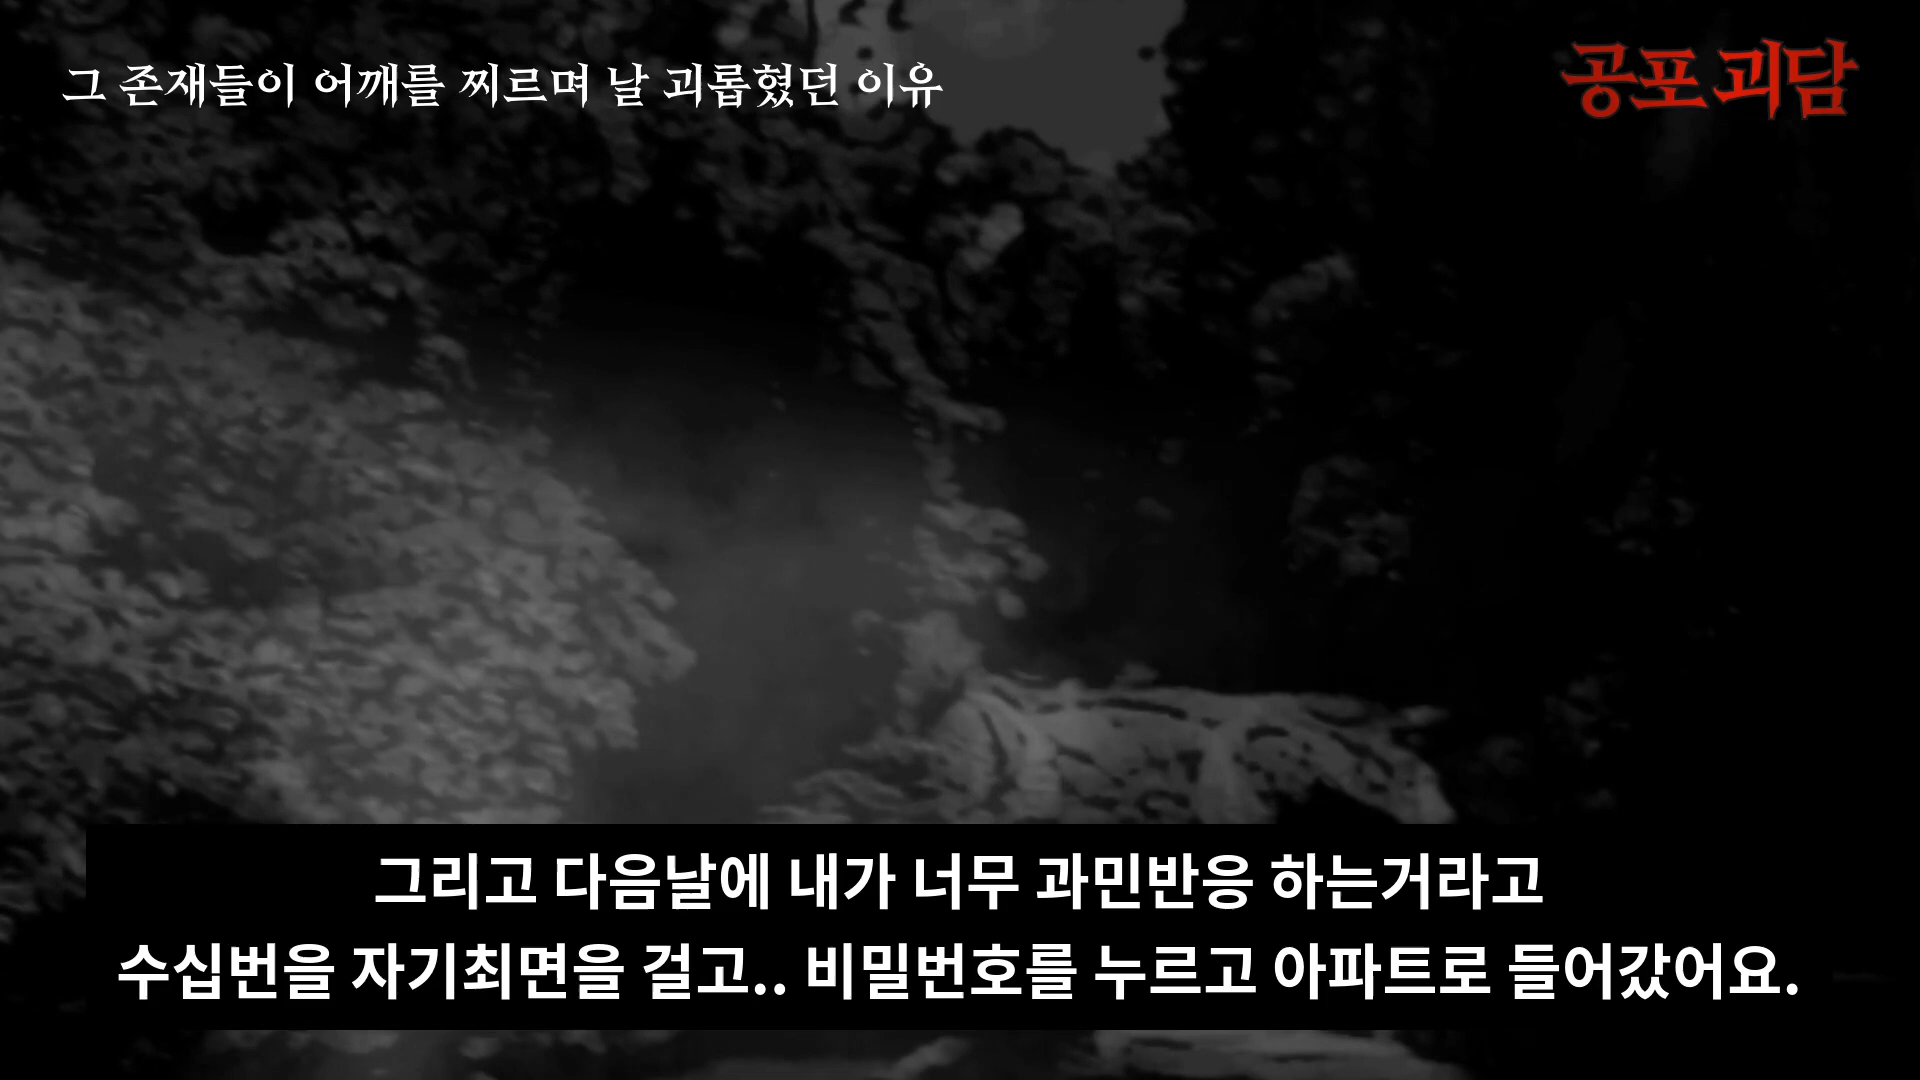 그 존재들이 어깨를 찌르며 날 괴롭혔던 이유
공포 괴담
그리고 다음날에 내가 너무 과민반응 하는거라고
수십번을 자기최면을 걸고.. 비밀번호를 누르고 아파트로 들어갔어요.